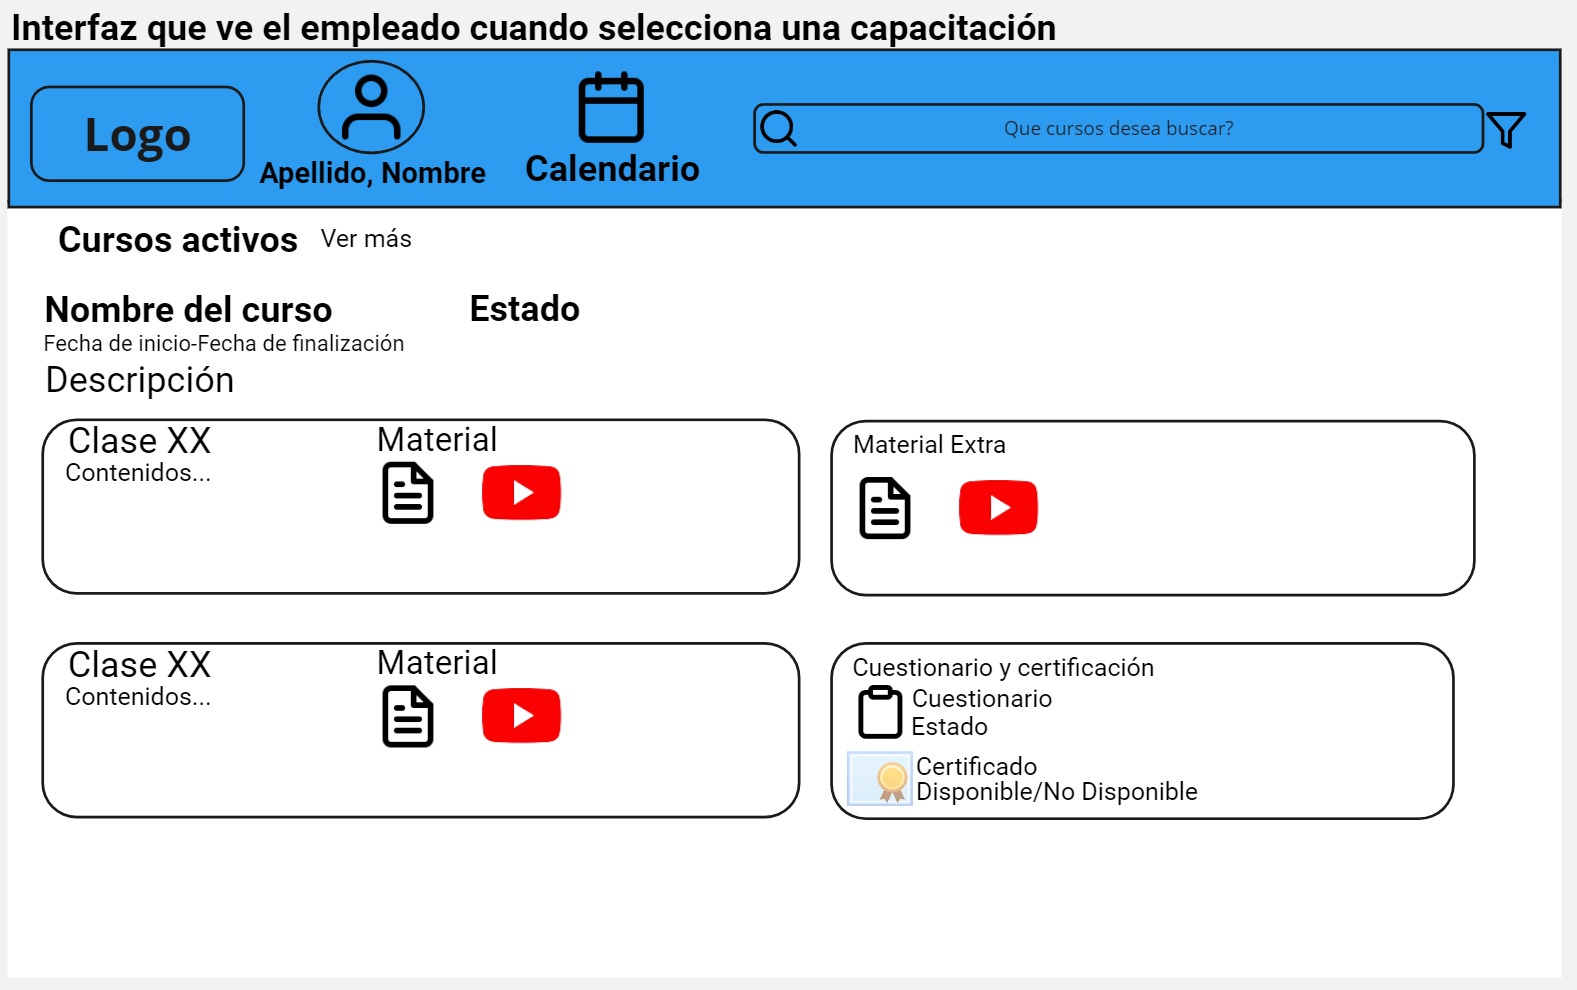 Interfaz que ve el empleado cuando selecciona una capacitación
Logo
Apellido, Nombre
Calendario
Que cursos desea buscar?
Cursos activos Ver más
Nombre del curso Estado
Fecha de inicio-Fecha de finalización
Descripción
Clase XX Material
Contenidos...
Material Extra
Clase XX Material
Contenidos...
Cuestionario y certificación
Cuestionario
Estado
Certificado
Disponible/No Disponible